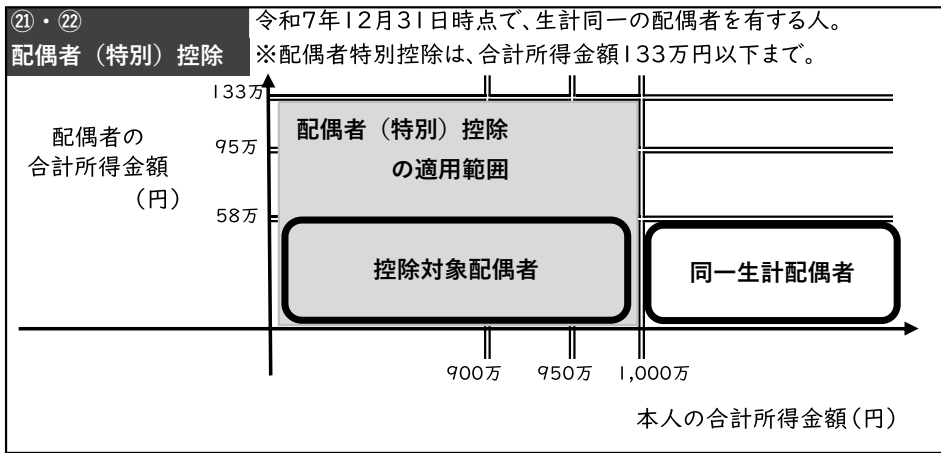 ㉑・㉒
配偶者（特別）控除
令和7年12月31日時点で、生計同一の配偶者を有する人。
※配偶者特別控除は、合計所得金額133万円以下まで。
配偶者の
合計所得金額
（円）
133万
95万
58万
配偶者（特別）控除
の適用範囲
控除対象配偶者
同一生計配偶者
900万
950万
1,000万
本人の合計所得金額（円）